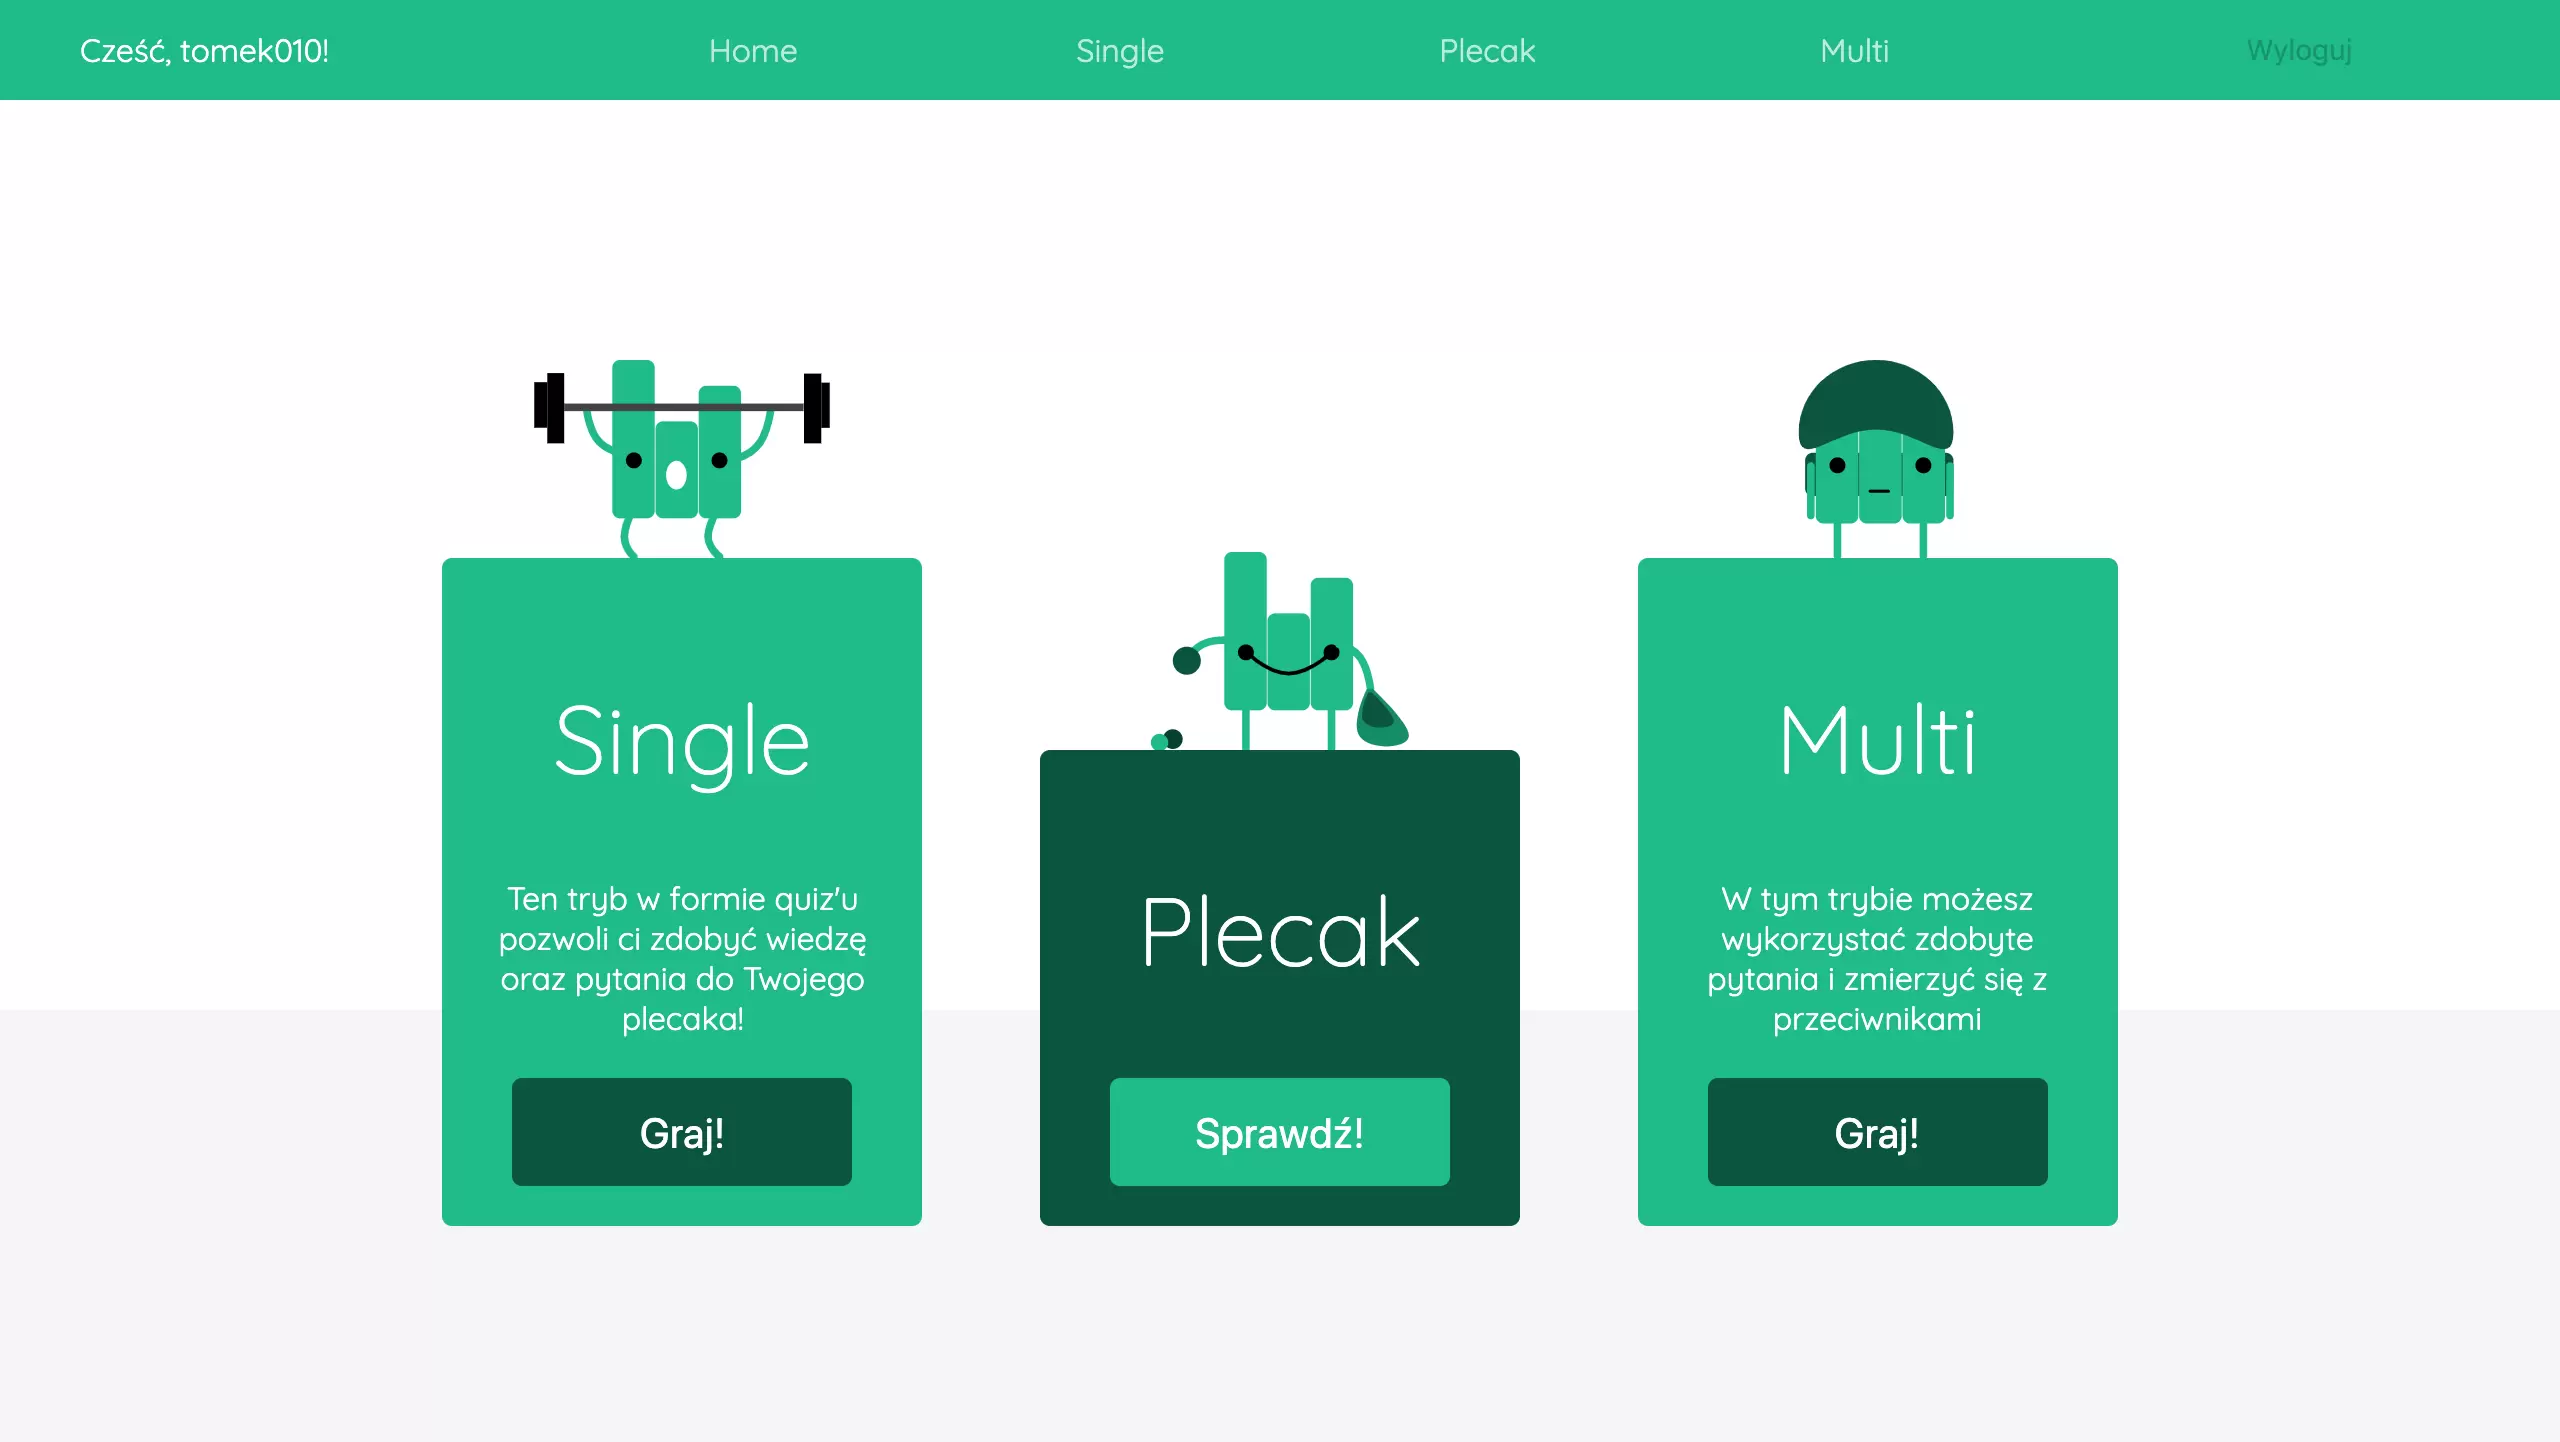 Cześć, tomek010!
Home
Single
Plecak
Multi
Wyloguj
Single
Ten tryb w formie quiz'u
pozwoli ci zdobyć wiedzę
oraz pytania do Twojego
plecaka!
Graj!
Plecak
Sprawdź!
Multi
W tym trybie możesz
wykorzystać zdobyte
pytania i zmierzyć się z
przeciwnikami
Graj!